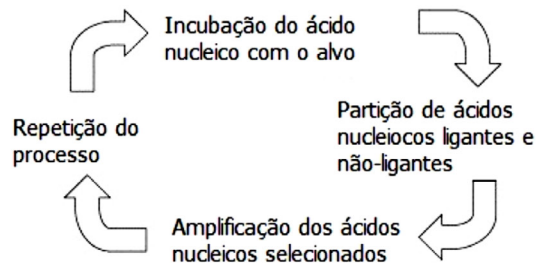 Incubação do ácido
nucleico com o alvo
Partição de ácidos
nucleiocos ligantes e
não-ligantes
Amplificação dos ácidos
nucleicos selecionados
Repetição do
processo